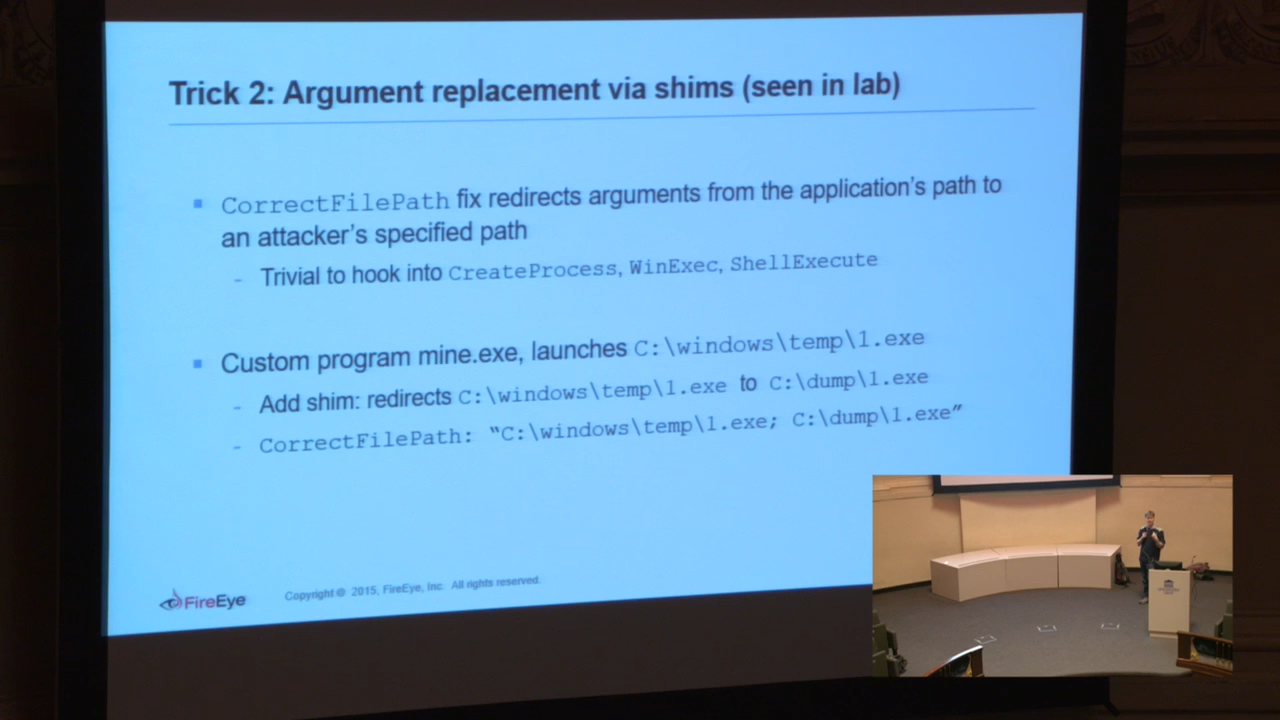 Trick 2: Argument replacement via shims (seen in lab)
▪ CorrectFilePath fix redirects arguments from the application's path to
an attacker's specified path
- Trivial to hook into CreateProcess, WinExec, ShellExecute
▪ Custom program mine.exe, launches C:\windows\temp\1.exe
- Add shim: redirects C:\windows\temp\1.exe to C:\dump\1.exe
- CorrectFilePath: “C:\windows\temp\1.exe; C:\dump\1.exe”
FireEye
Copyright © 2015, FireEye, Inc. All rights reserved.